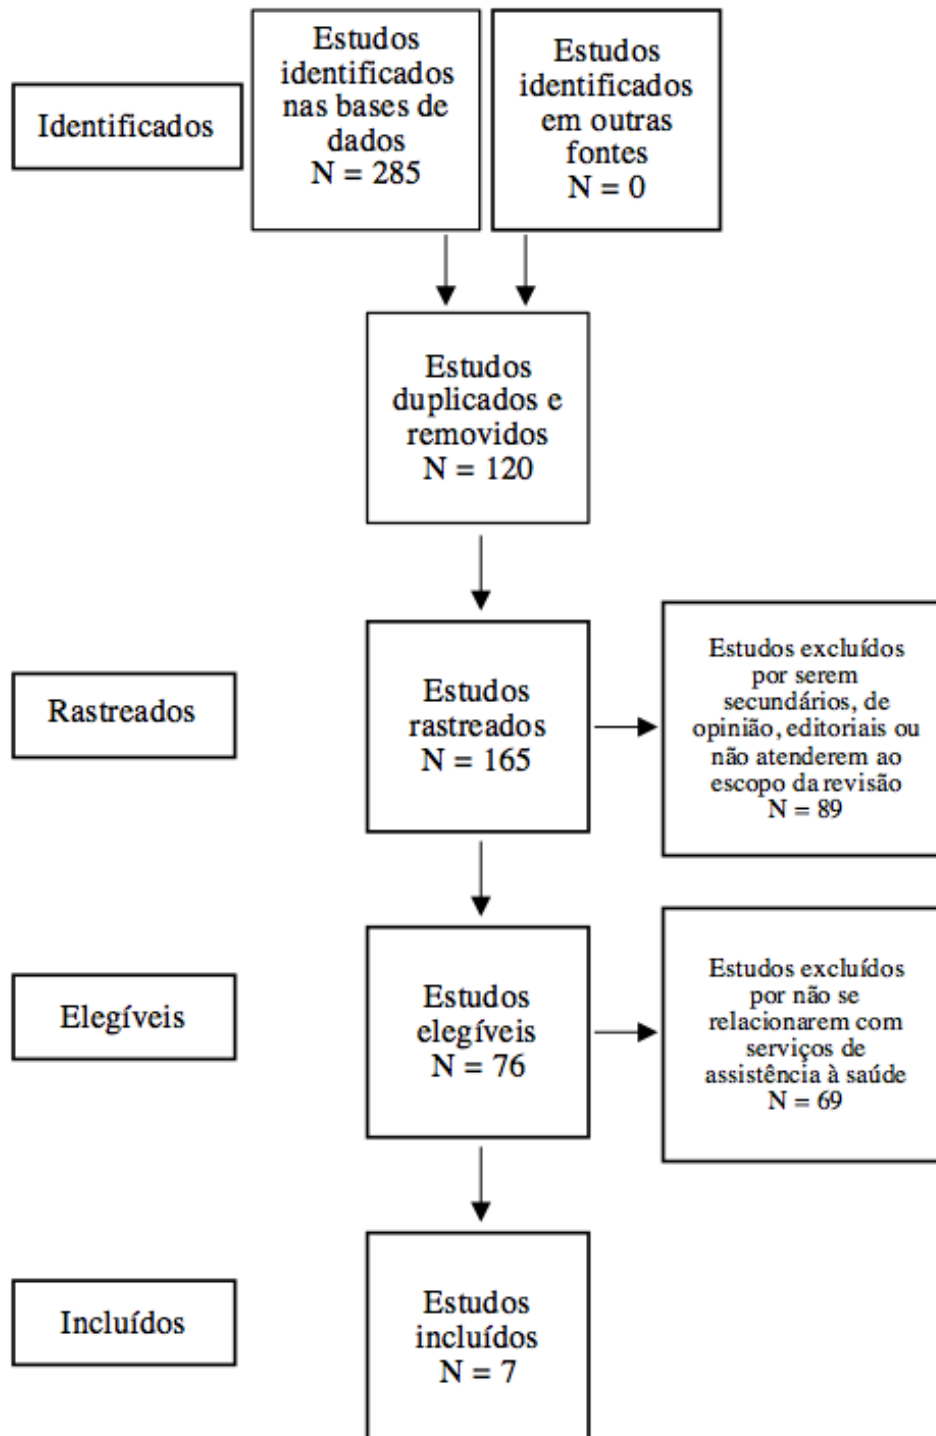 Identificados
Estudos
identificados
nas bases de
dados
N = 285
Estudos
identificados
em outras
fontes
N = 0
Estudos
duplicados e
removidos
N = 120
Rastreados
Estudos
rastreados
N = 165
Estudos excluídos
por serem
secundários, de
opinião, editoriais ou
não atenderem ao
escopo da revisão
N = 89
Elegíveis
Estudos
elegíveis
N = 76
Estudos excluídos
por não se
relacionarem com
serviços de
assistência à saúde
N = 69
Incluídos
Estudos
incluídos
N = 7